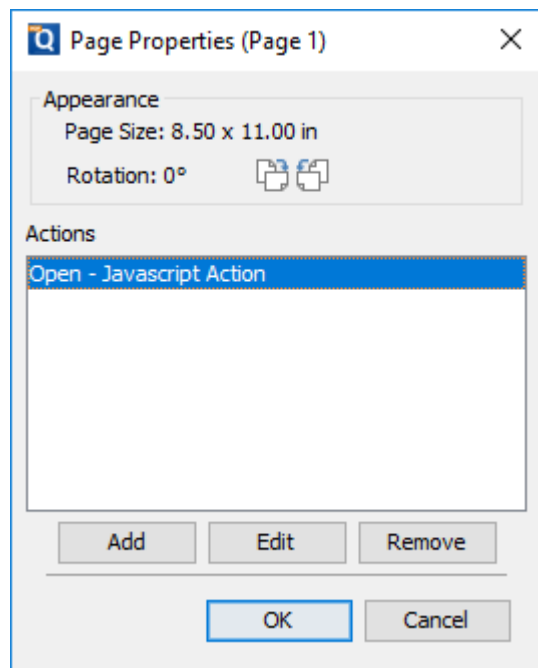 Page Properties (Page 1)
Appearance
Page Size: 8.50 x 11.00 in
Rotation: 0°
Actions
Open - Javascript Action
Add Edit Remove
OK Cancel